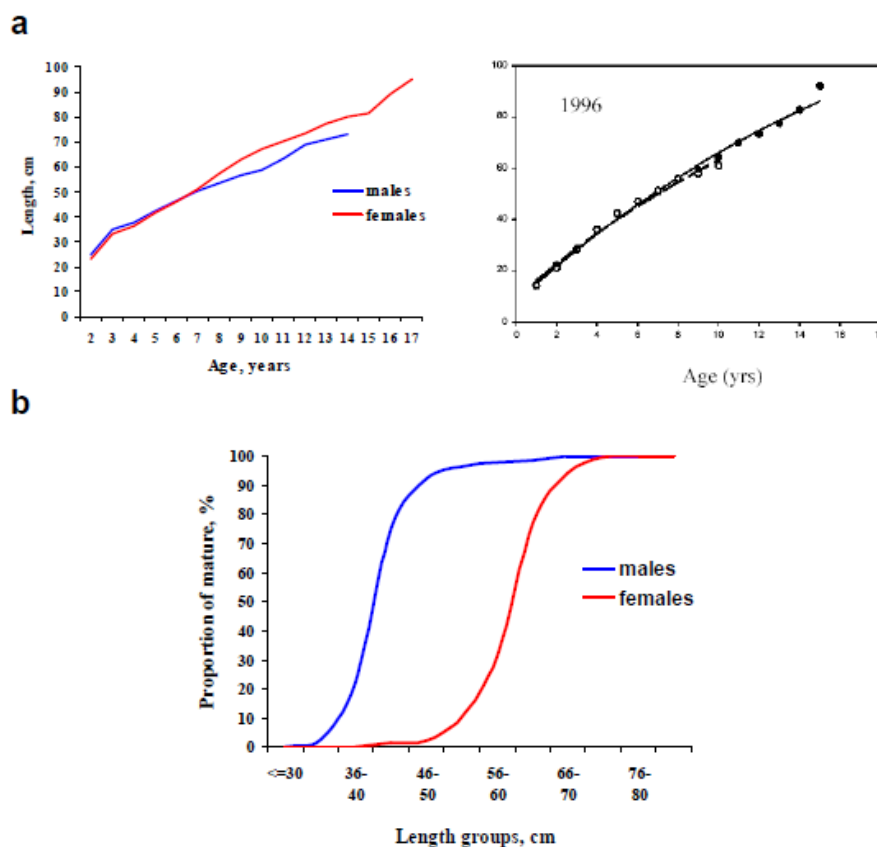 a
100
90
80
70
60
50
40
30
20
10
0
Length, cm
2 3 4 5 6 7 8 9 10 11 12 13 14 15 16 17
Age, years
males
females
100
80
60
40
20
0
1996
0 2 4 6 8 10 12 14 16
Age (yrs)
b
100
90
80
70
60
50
40
30
20
10
0
Proportion of mature, %
males
females
<=30 36- 46- 56- 66- 76-
40 50 60 70 80
Length groups, cm